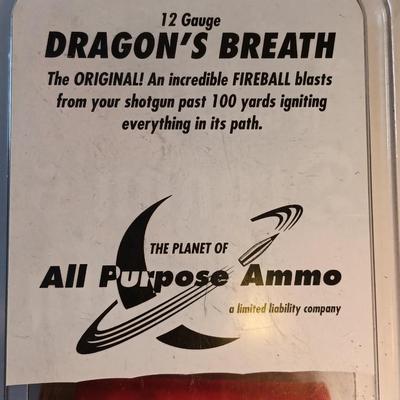 12 Gauge
DRAGON'S BREATH
The ORIGINAL! An incredible FIREBALL blasts
from your shotgun past 100 yards igniting
everything in its path.
THE PLANET OF
All Purpose Ammo
a limited liability company